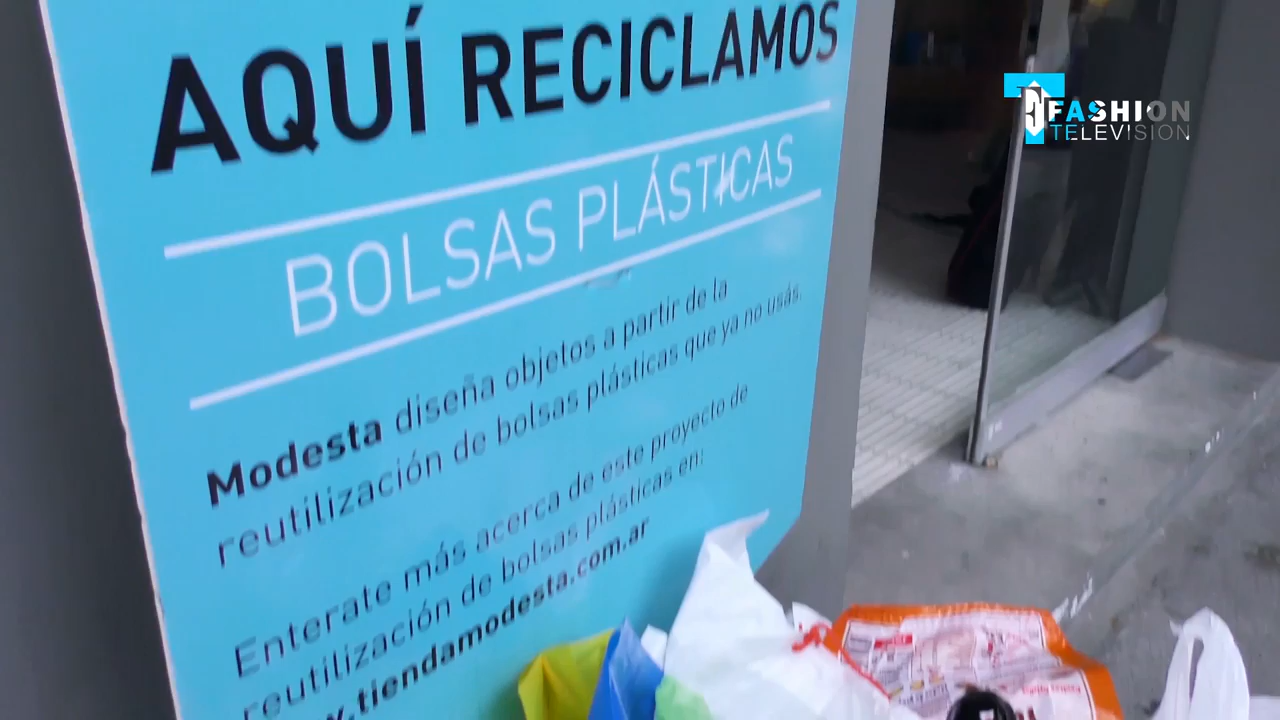 AQUÍ RECICLAMOS
BOLSAS PLÁSTICAS
Modesta diseña objetos a partir de la
reutilización de bolsas plásticas que ya no usás.
Enterate más acerca de este proyecto de
reutilización de bolsas plásticas en:
.tiendamodesta.com.ar
FASHION
TELEVISION